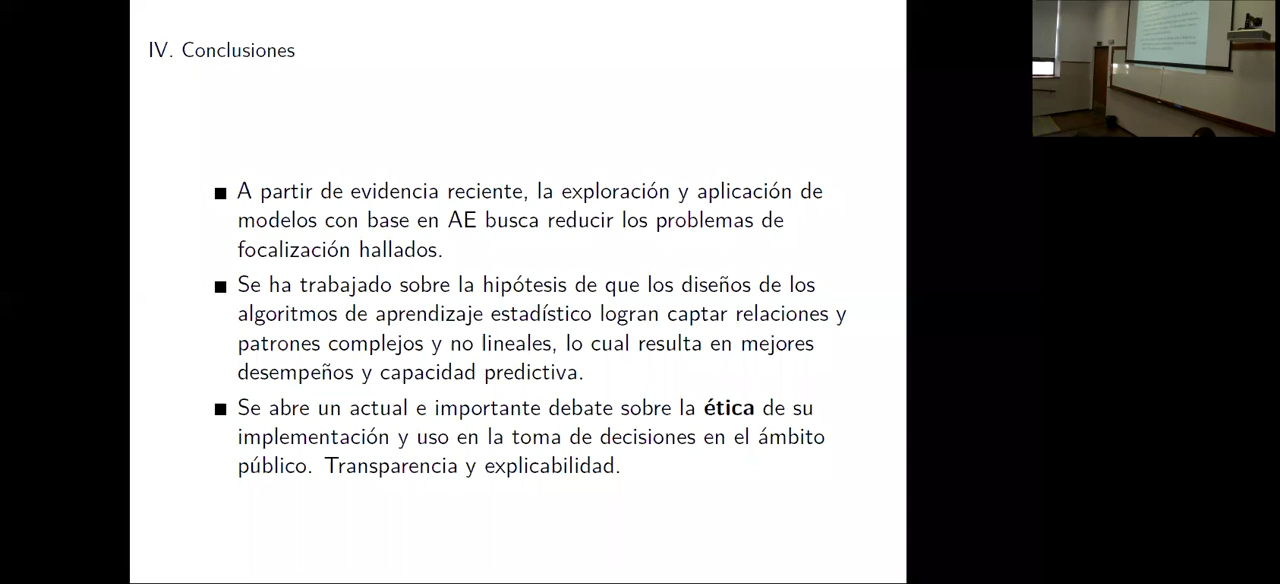 IV. Conclusiones
A partir de evidencia reciente, la exploración y aplicación de
modelos con base en AE busca reducir los problemas de
focalización hallados.
Se ha trabajado sobre la hipótesis de que los diseños de los
algoritmos de aprendizaje estadístico logran captar relaciones y
patrones complejos y no lineales, lo cual resulta en mejores
desempeños y capacidad predictiva.
Se abre un actual e importante debate sobre la ética de su
implementación y uso en la toma de decisiones en el ámbito
público. Transparencia y explicabilidad.